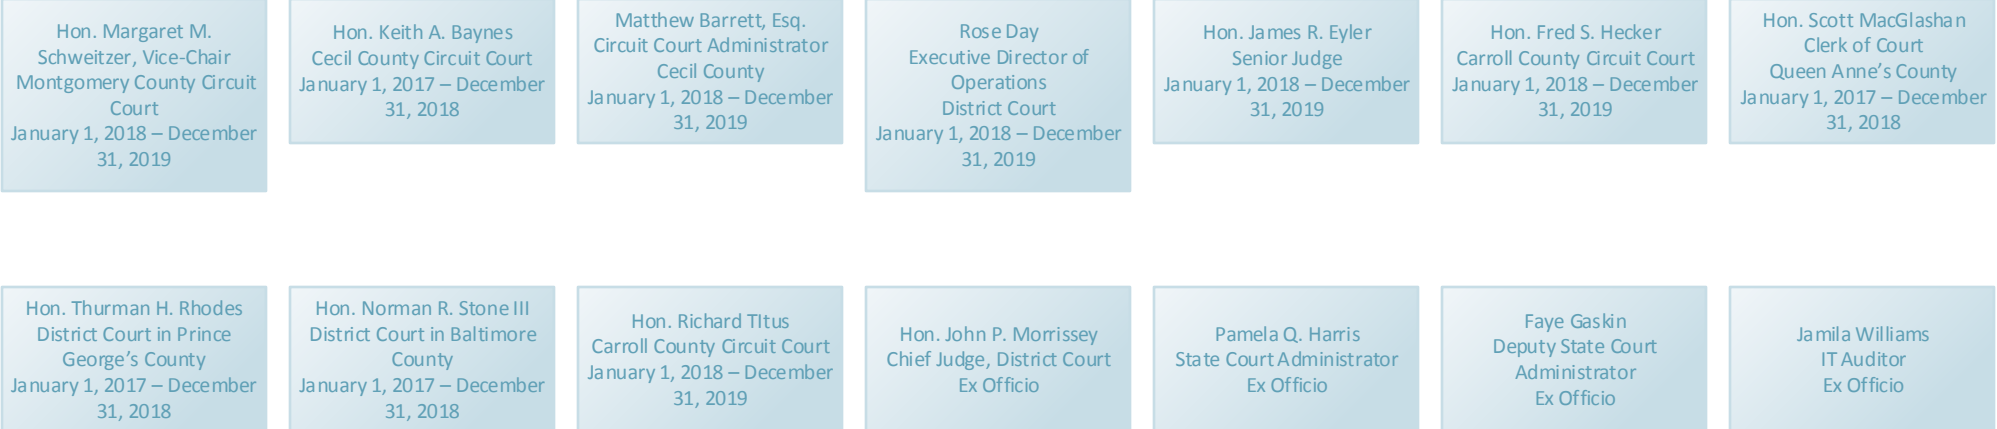 Hon. Margaret M.
Schweitzer, Vice-Chair
Montgomery County Circuit
Court
January 1, 2018 – December
31, 2019
Hon. Keith A. Baynes
Cecil County Circuit Court
January 1, 2017 – December
31, 2018
Matthew Barrett, Esq.
Circuit Court Administrator
Cecil County
January 1, 2018 – December
31, 2019
Rose Day
Executive Director of
Operations
District Court
January 1, 2018 – December
31, 2019
Hon. James R. Eyler
Senior Judge
January 1, 2018 – December
31, 2019
Hon. Fred S. Hecker
Carroll County Circuit Court
January 1, 2018 – December
31, 2019
Hon. Scott MacGlashan
Clerk of Court
Queen Anne’s County
January 1, 2017 – December
31, 2018
Hon. Thurman H. Rhodes
District Court in Prince
George’s County
January 1, 2017 – December
31, 2018
Hon. Norman R. Stone III
District Court in Baltimore
County
January 1, 2017 – December
31, 2018
Hon. Richard TItus
Carroll County Circuit Court
January 1, 2018 – December
31, 2019
Hon. John P. Morrissey
Chief Judge, District Court
Ex Officio
Pamela Q. Harris
State Court Administrator
Ex Officio
Faye Gaskin
Deputy State Court
Administrator
Ex Officio
Jamila Williams
IT Auditor
Ex Officio